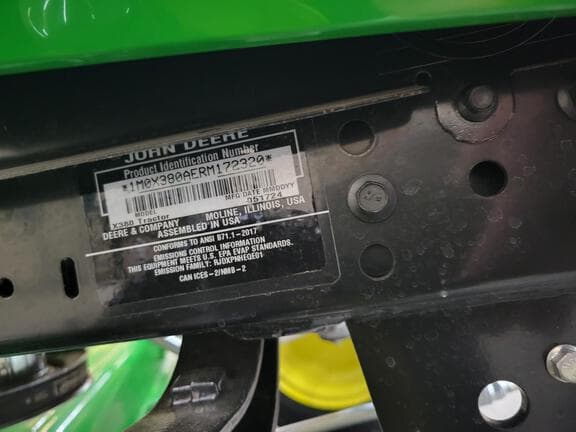 JOHN DEERE
Product Identification Number
*1M0X380AERM172320*
MODEL MFG DATE MMDDYY
X380 Tractor 051724
DEERE & COMPANY MOLINE, ILLINOIS, USA
ASSEMBLED IN USA
CONFORMS TO ANSI B71.1-2017
EMISSIONS CONTROL INFORMATION
THIS EQUIPMENT MEETS U.S. EPA EVAP STANDARDS.
EMISSION FAMILY: RJDXPNHEQE01
CAN ICES-2/NMB-2